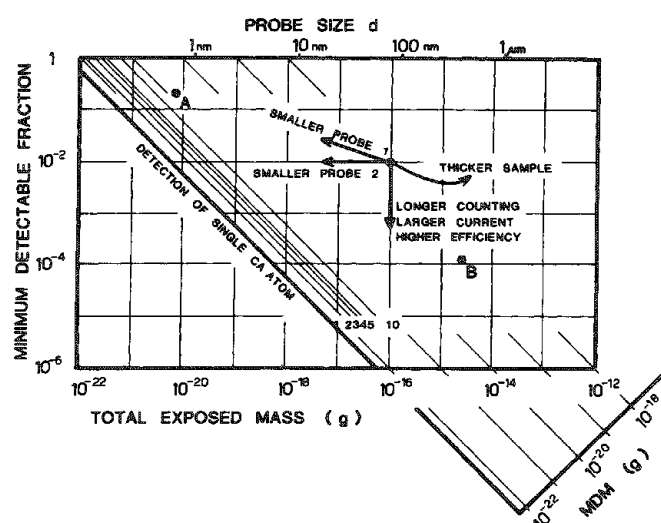 PROBE SIZE d
1nm 10nm 100nm 1μm
MINIMUM DETECTABLE FRACTION
1
10-2
10-4
10-6
A
SMALLER PROBE 1
SMALLER PROBE 2
THICKER SAMPLE
LONGER COUNTING
LARGER CURRENT
HIGHER EFFICIENCY
B
DETECTION OF SINGLE CA ATOM
1 2345 10
10-22 10-20 10-18 10-16 10-14 10-12
TOTAL EXPOSED MASS (g)
10-22 10-20 10-18
MDM (g)